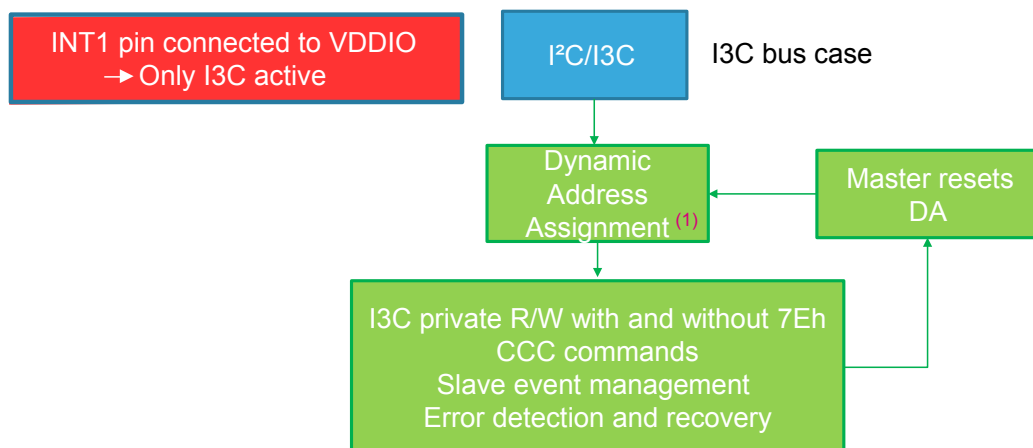 INT1 pin connected to VDDIO
→ Only I3C active
I²C/I3C
I3C bus case
Dynamic
Address
Assignment (1)
Master resets
DA
I3C private R/W with and without 7Eh
CCC commands
Slave event management
Error detection and recovery